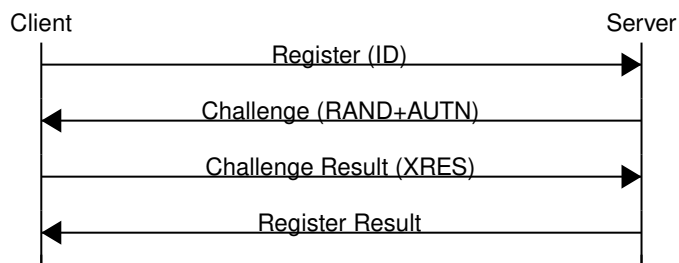 Client Server
Register (ID)
Challenge (RAND+AUTN)
Challenge Result (XRES)
Register Result